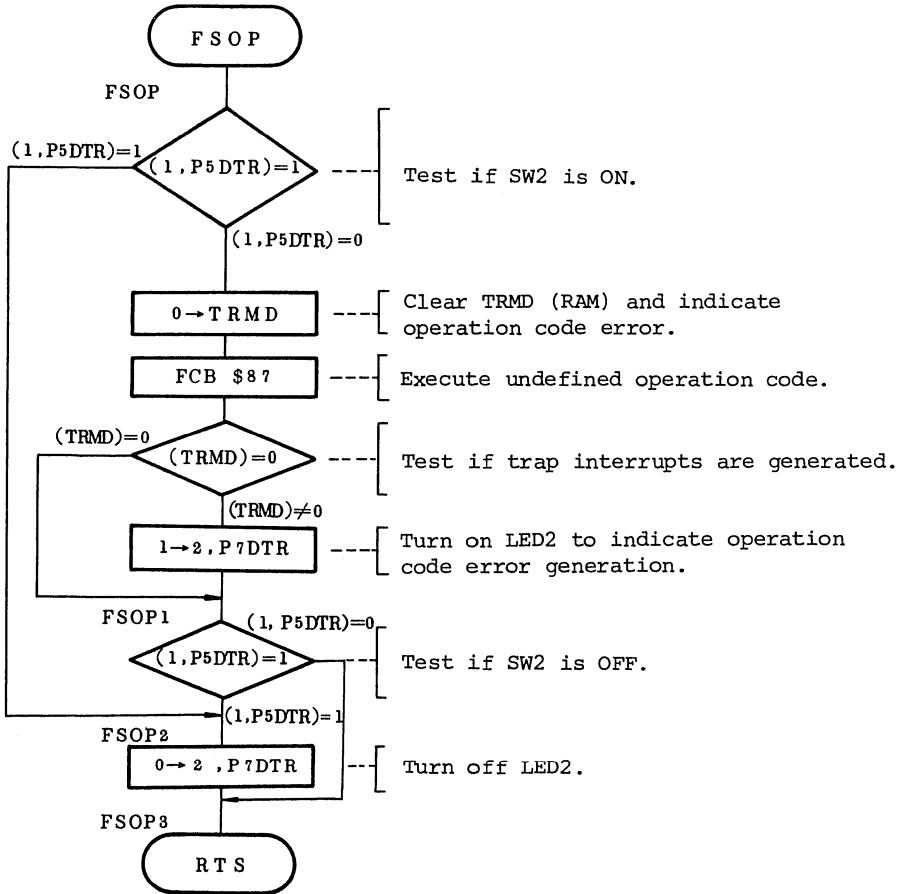 FSOP
FSOP
(1,P5DTR)=1
(1,P5DTR)=1
Test if SW2 is ON.
(1,P5DTR)=0
0→TRMD
Clear TRMD (RAM) and indicate
operation code error.
FCB $87
Execute undefined operation code.
(TRMD)=0
(TRMD)=0
Test if trap interrupts are generated.
(TRMD)≠0
1→2,P7DTR
Turn on LED2 to indicate operation
code error generation.
FSOP1
(1,P5DTR)=0
(1,P5DTR)=1
Test if SW2 is OFF.
(1,P5DTR)=1
FSOP2
0→2,P7DTR
Turn off LED2.
FSOP3
RTS